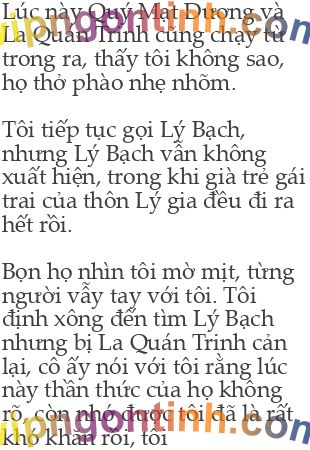 Lúc này Quý Mạt Dương và
La Quán Trinh cũng chạy từ
trong ra, thấy tôi không sao,
họ thở phào nhẹ nhõm.
Tôi tiếp tục gọi Lý Bạch,
nhưng Lý Bạch vẫn không
xuất hiện, trong khi già trẻ gái
trai của thôn Lý gia đều đi ra
hết rồi.
Bọn họ nhìn tôi mờ mịt, từng
người vẫy tay với tôi. Tôi
định xông đến tìm Lý Bạch
nhưng bị La Quán Trinh cản
lại, cô ấy nói với tôi rằng lúc
này thần thức của họ không
rõ, còn nhớ được tôi đã là rất
khó khăn rồi, tôi
vipngontinh.com
vipngontinh.com